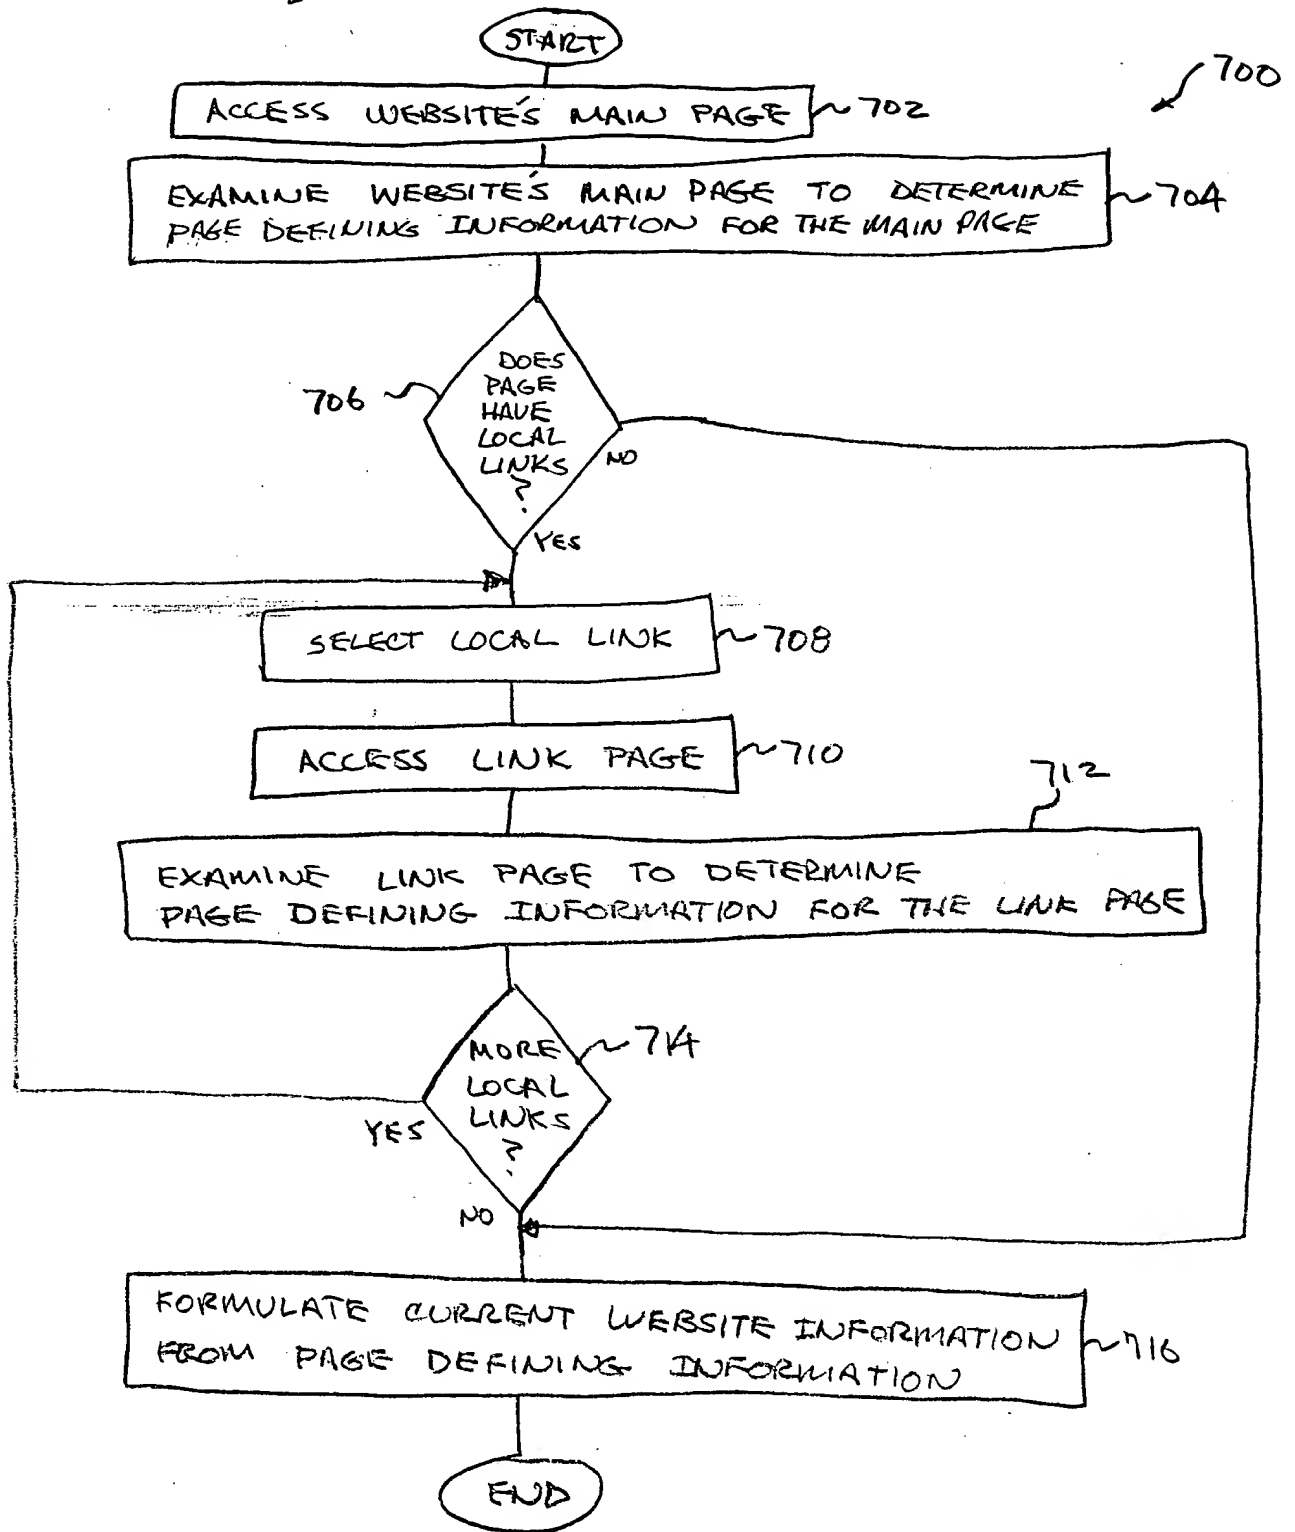 START
700
ACCESS WEBSITE'S MAIN PAGE
702
EXAMINE WEBSITE'S MAIN PAGE TO DETERMINE
PAGE DEFINING INFORMATION FOR THE MAIN PAGE
704
DOES
PAGE
HAVE
LOCAL
LINKS
?
706
NO
YES
SELECT LOCAL LINK
708
ACCESS LINK PAGE
710
712
EXAMINE LINK PAGE TO DETERMINE
PAGE DEFINING INFORMATION FOR THE LINK PAGE
MORE
LOCAL
LINKS
?
714
YES
NO
FORMULATE CURRENT WEBSITE INFORMATION
FROM PAGE DEFINING INFORMATION
716
END